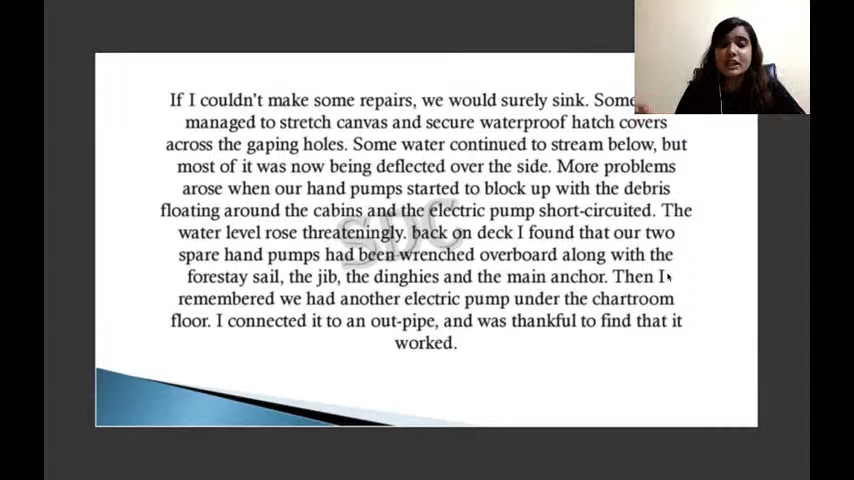 If I couldn't make some repairs, we would surely sink. Some
managed to stretch canvas and secure waterproof hatch covers
across the gaping holes. Some water continued to stream below, but
most of it was now being deflected over the side. More problems
arose when our hand pumps started to block up with the debris
floating around the cabins and the electric pump short-circuited. The
water level rose threateningly. back on deck I found that our two
spare hand pumps had been wrenched overboard along with the
forestay sail, the jib, the dinghies and the main anchor. Then I
remembered we had another electric pump under the chartroom
floor. I connected it to an out-pipe, and was thankful to find that it
worked.
SDC